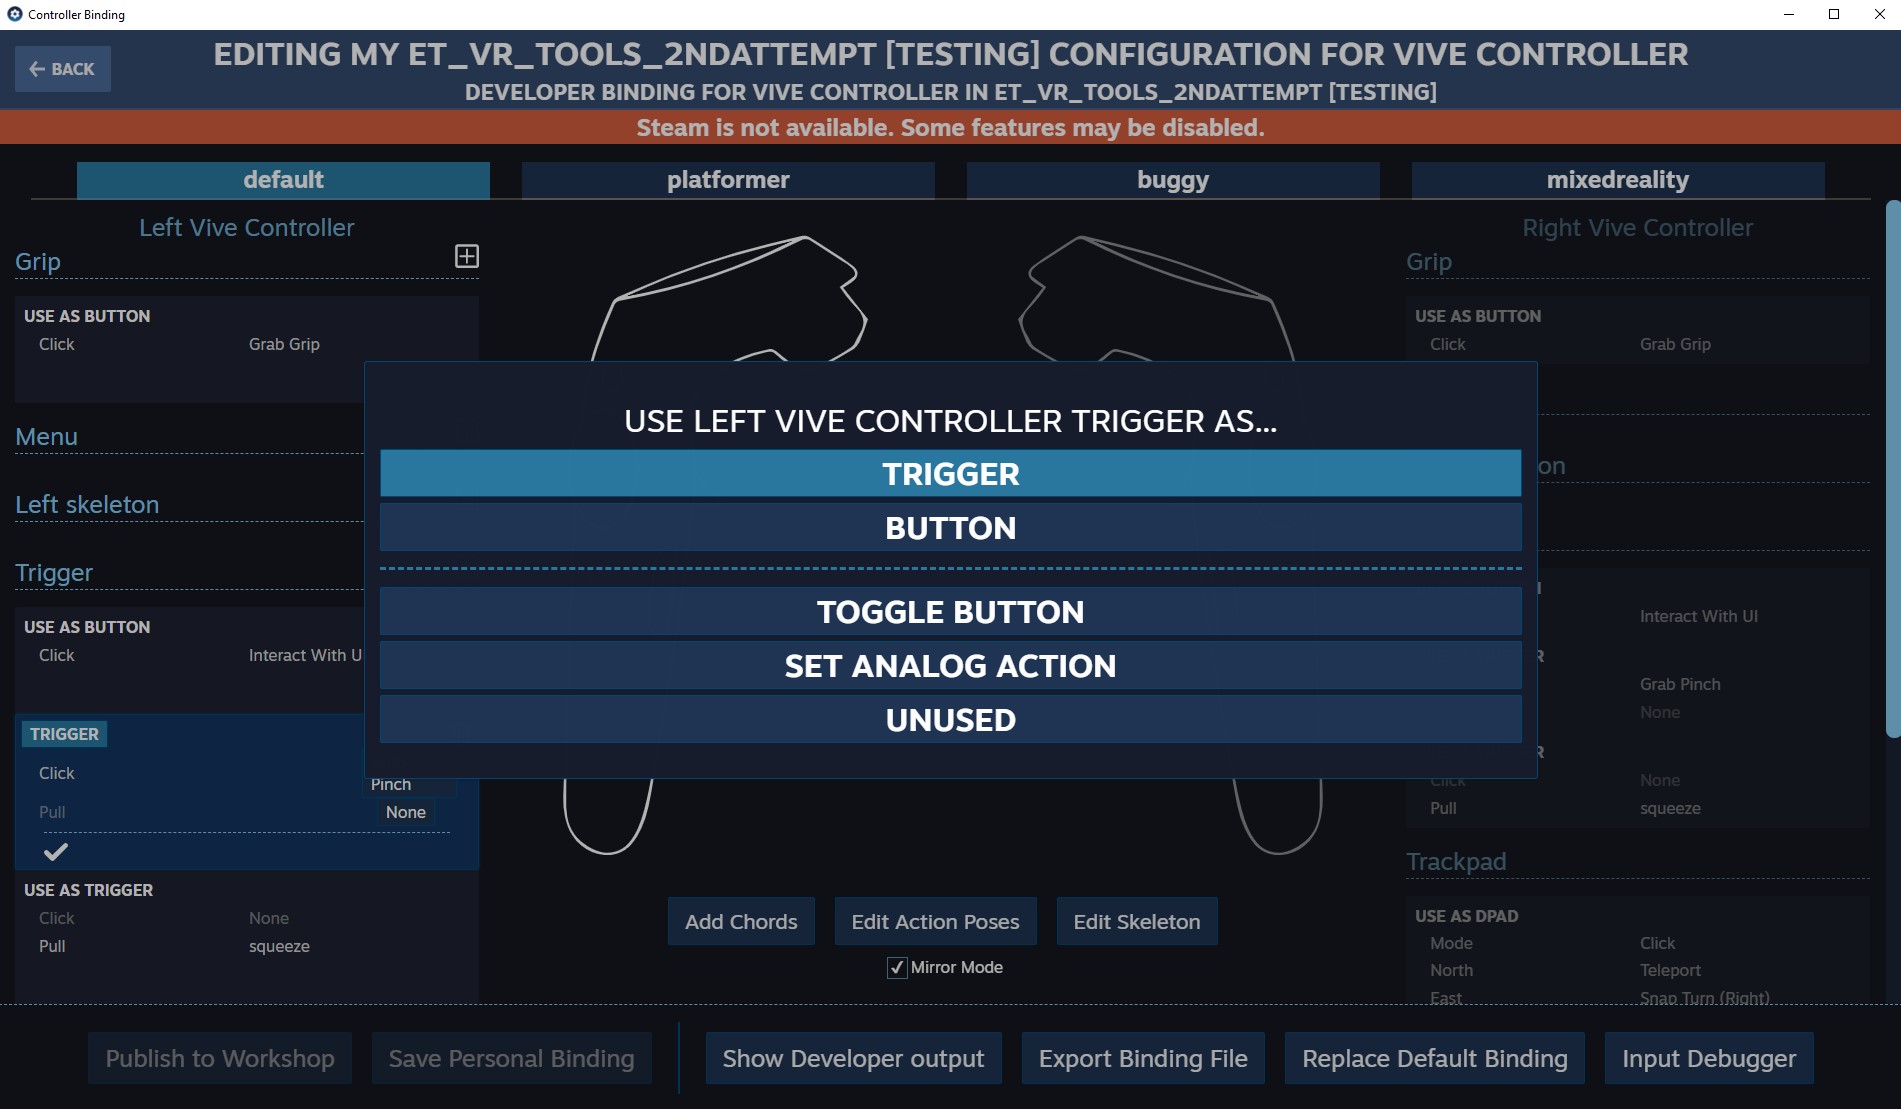 Controller Binding
BACK
EDITING MY ET_VR_TOOLS_2NDATTEMPT [TESTING] CONFIGURATION FOR VIVE CONTROLLER
DEVELOPER BINDING FOR VIVE CONTROLLER IN ET_VR_TOOLS_2NDATTEMPT [TESTING]
Steam is not available. Some features may be disabled.
default
platformer
buggy
mixedreality
Left Vive Controller
Grip
USE AS BUTTON
Click Grab Grip
Menu
Left skeleton
Trigger
USE AS BUTTON
Click Interact With U
TRIGGER
Click
Pinch
Pull None
USE AS TRIGGER
Click None
Pull squeeze
USE LEFT VIVE CONTROLLER TRIGGER AS...
TRIGGER
BUTTON
TOGGLE BUTTON
SET ANALOG ACTION
UNUSED
Add Chords
Edit Action Poses
Edit Skeleton
Mirror Mode
Right Vive Controller
Grip
USE AS BUTTON
Click Grab Grip
on
Interact With UI
R
Grab Pinch
None
R
Click None
Pull squeeze
Trackpad
USE AS DPAD
Mode Click
North Teleport
East Snap Turn (Right)
Publish to Workshop
Save Personal Binding
Show Developer output
Export Binding File
Replace Default Binding
Input Debugger